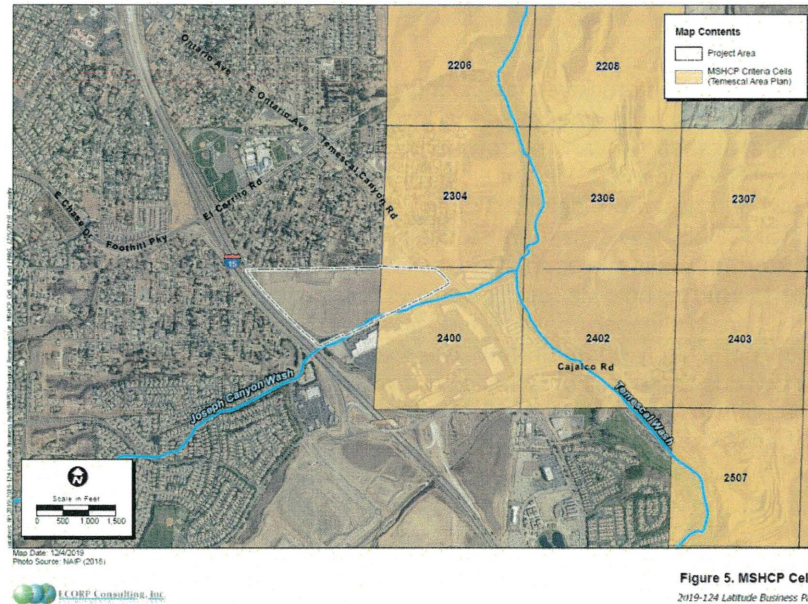 Map Contents
Project Area
MSHCP Criteria Cells
(Temescal Area Plan)
2206
2208
Ontario Ave
E Ontario Ave
Temescal Canyon Rd
El Cerrito Rd
E Chase Dr
Foothill Pky
2304
2306
2307
15
2400
2402
2403
Cajalco Rd
Joseph Canyon Wash
Temescal Wash
2507
N
Scale in Feet
0 500 1,000 1,500
Map Date: 12/4/2019
Photo Source: NAIP (2016)
ECORP Consulting, Inc.
Figure 5. MSHCP Cel
2019-124 Latitude Business P